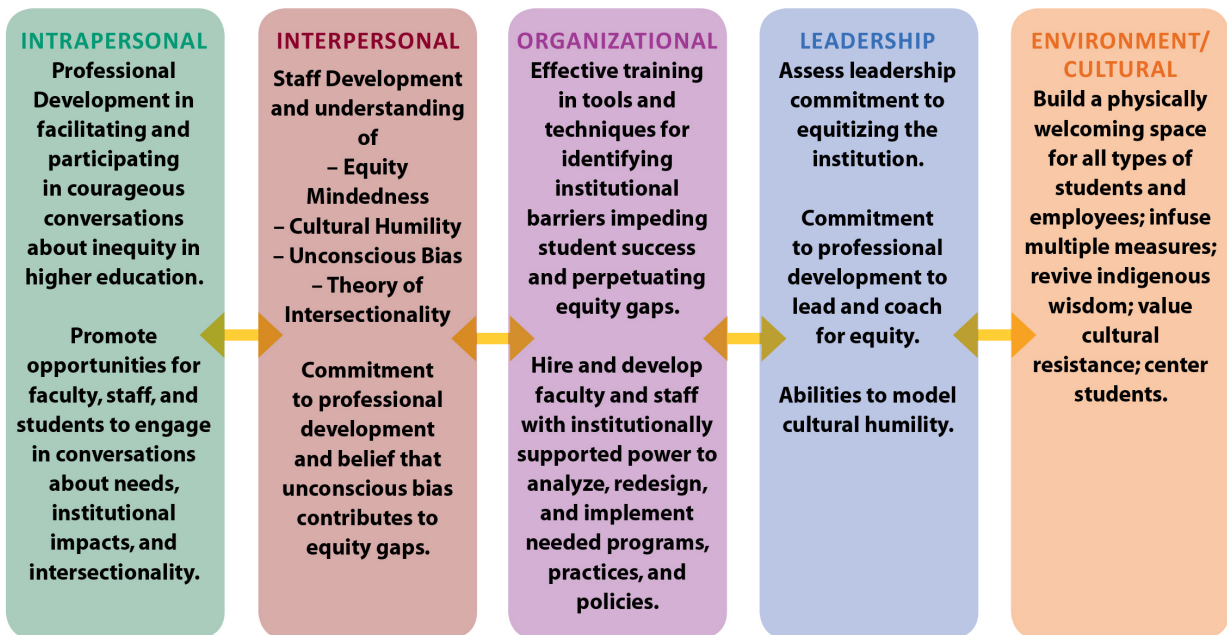 INTRAPERSONAL
Professional
Development in
facilitating and
participating
in courageous
conversations
about inequity in
higher education.
Promote
opportunities for
faculty, staff, and
students to engage
in conversations
about needs,
institutional
impacts, and
intersectionality.
INTERPERSONAL
Staff Development
and understanding
of
– Equity
Mindedness
– Cultural Humility
– Unconscious Bias
– Theory of
Intersectionality
Commitment
to professional
development
and belief that
unconscious bias
contributes to
equity gaps.
ORGANIZATIONAL
Effective training
in tools and
techniques for
identifying
institutional
barriers impeding
student success
and perpetuating
equity gaps.
Hire and develop
faculty and staff
with institutionally
supported power to
analyze, redesign,
and implement
needed programs,
practices, and
policies.
LEADERSHIP
Assess leadership
commitment to
equitizing the
institution.
Commitment
to professional
development to
lead and coach
for equity.
Abilities to model
cultural humility.
ENVIRONMENT/
CULTURAL
Build a physically
welcoming space
for all types of
students and
employees; infuse
multiple measures;
revive indigenous
wisdom; value
cultural
resistance; center
students.